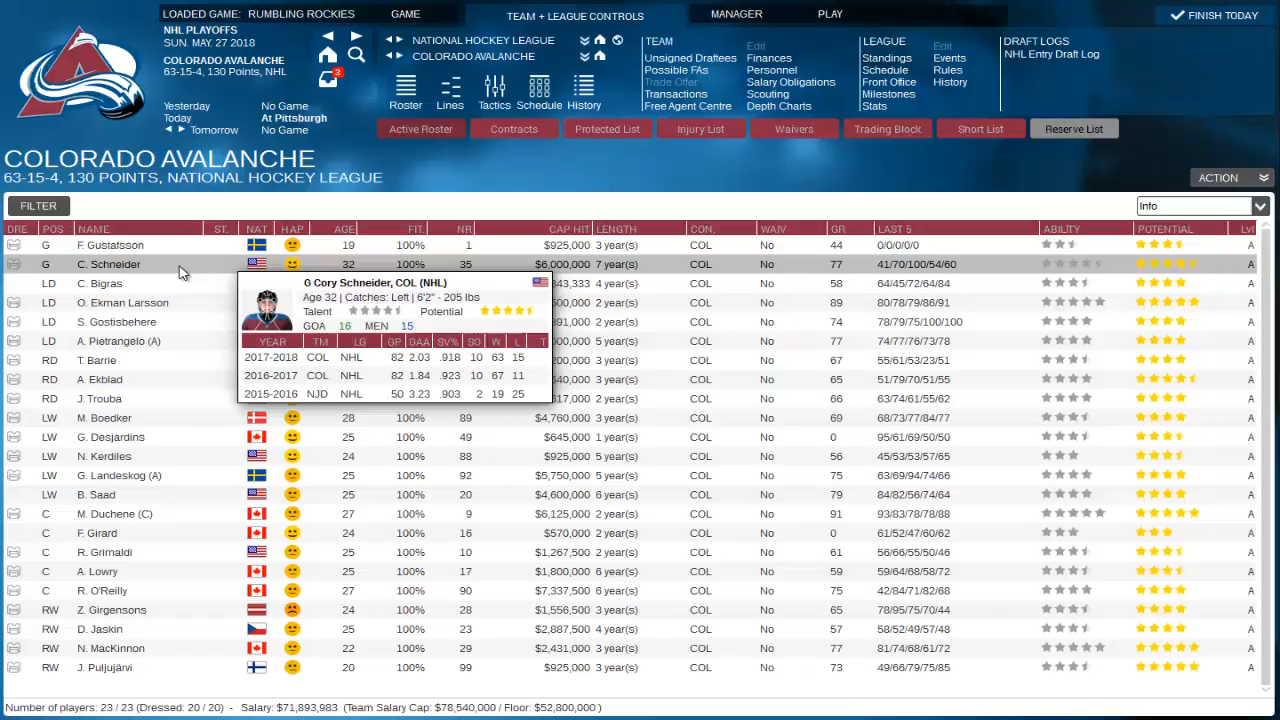 LOADED GAME: RUMBLING ROCKIES GAME TEAM + LEAGUE CONTROLS MANAGER PLAY FINISH TODAY
NHL PLAYOFFS
SUN. MAY. 27 2018
COLORADO AVALANCHE
63-15-4, 130 POINTS, NHL
Yesterday No Game
Today At Pittsburgh
Tomorrow No Game
3
NATIONAL HOCKEY LEAGUE
COLORADO AVALANCHE
Roster Lines Tactics Schedule History
TEAM Edit
Unsigned Draftees Finances
Possible FAs Personnel
Trade Offer Salary Obligations
Transactions Scouting
Free Agent Centre Depth Charts
LEAGUE Edit
Standings Events
Schedule Rules
Front Office History
Milestones
Stats
DRAFT LOGS
NHL Entry Draft Log
Active Roster Contracts Protected List Injury List Waivers Trading Block Short List Reserve List
COLORADO AVALANCHE
63-15-4, 130 POINTS, NATIONAL HOCKEY LEAGUE
ACTION
FILTER Info
DRE POS NAME ST. NAT HAP AGE FIT. NR CAP HIT LENGTH CON. WAIV GR LAST 5 ABILITY POTENTIAL Lvl
G F. Gustafsson 19 100% 1 $925,000 3 year(s) COL No 44 0/0/0/0/0 A
G C. Schneider 32 100% 35 $6,000,000 7 year(s) COL No 77 41/70/100/54/60 A
LD C. Bigras 343,333 4 year(s) COL No 58 64/45/72/64/84 A
LD O. Ekman Larsson 500 2 year(s) COL No 89 80/78/79/86/91 A
LD S. Gostisbehere 2 year(s) COL No 74 78/79/75/100/100 A
LD A. Pietrangelo (A) 5 year(s) COL No 77 74/77/76/73/78 A
RD T. Barrie 3 year(s) COL No 67 55/61/53/23/51 A
RD A. Ekblad 3 year(s) COL No 65 51/79/70/51/55 A
RD J. Trouba 2 year(s) COL No 66 63/74/61/55/62 A
LW M. Boedker 28 100% 89 $4,760,000 3 year(s) COL No 69 68/73/77/84/77 A
LW G. Desjardins 25 100% 49 $645,000 1 year(s) COL No 0 95/61/69/50/50 A
LW N. Kerdiles 24 100% 88 $925,000 5 year(s) COL No 56 45/53/53/57/65 A
LW G. Landeskog (A) 25 100% 92 $5,750,000 5 year(s) COL No 75 63/69/94/74/66 A
LW B. Saad 25 100% 20 $4,600,000 6 year(s) COL No 79 84/82/56/74/64 A
C M. Duchene (C) 27 100% 9 $6,125,000 2 year(s) COL No 91 93/83/78/78/88 A
C F. Girard 24 100% 16 $570,000 2 year(s) COL No 0 61/52/47/60/62 A
C R. Grimaldi 25 100% 10 $1,267,500 2 year(s) COL No 61 56/66/55/50/46 A
C A. Lowry 25 100% 17 $1,800,000 6 year(s) COL No 59 59/64/68/58/72 A
C R. O'Reilly 27 100% 90 $7,337,500 6 year(s) COL No 75 42/84/71/82/68 A
RW Z. Girgensons 24 100% 28 $1,556,500 3 year(s) COL No 65 78/95/75/70/44 A
RW D. Jaskin 25 100% 23 $2,887,500 4 year(s) COL No 57 58/52/49/57/48 A
RW N. MacKinnon 22 100% 29 $2,431,000 3 year(s) COL No 77 81/74/68/61/72 A
RW J. Puljujärvi 20 100% 99 $925,000 3 year(s) COL No 73 49/66/79/75/85 A
G Cory Schneider, COL (NHL)
Age 32 | Catches: Left | 6'2" - 205 lbs
Talent Potential
GOA 16 MEN 15
YEAR TM LG GP GAA SV% SO W L T
2017-2018 COL NHL 82 2.03 .918 10 63 15
2016-2017 COL NHL 82 1.84 .923 10 67 11
2015-2016 NJD NHL 50 3.23 .903 2 19 25
Number of players: 23 / 23 (Dressed: 20 / 20) - Salary: $71,893,983 (Team Salary Cap: $78,540,000 / Floor: $52,800,000 )